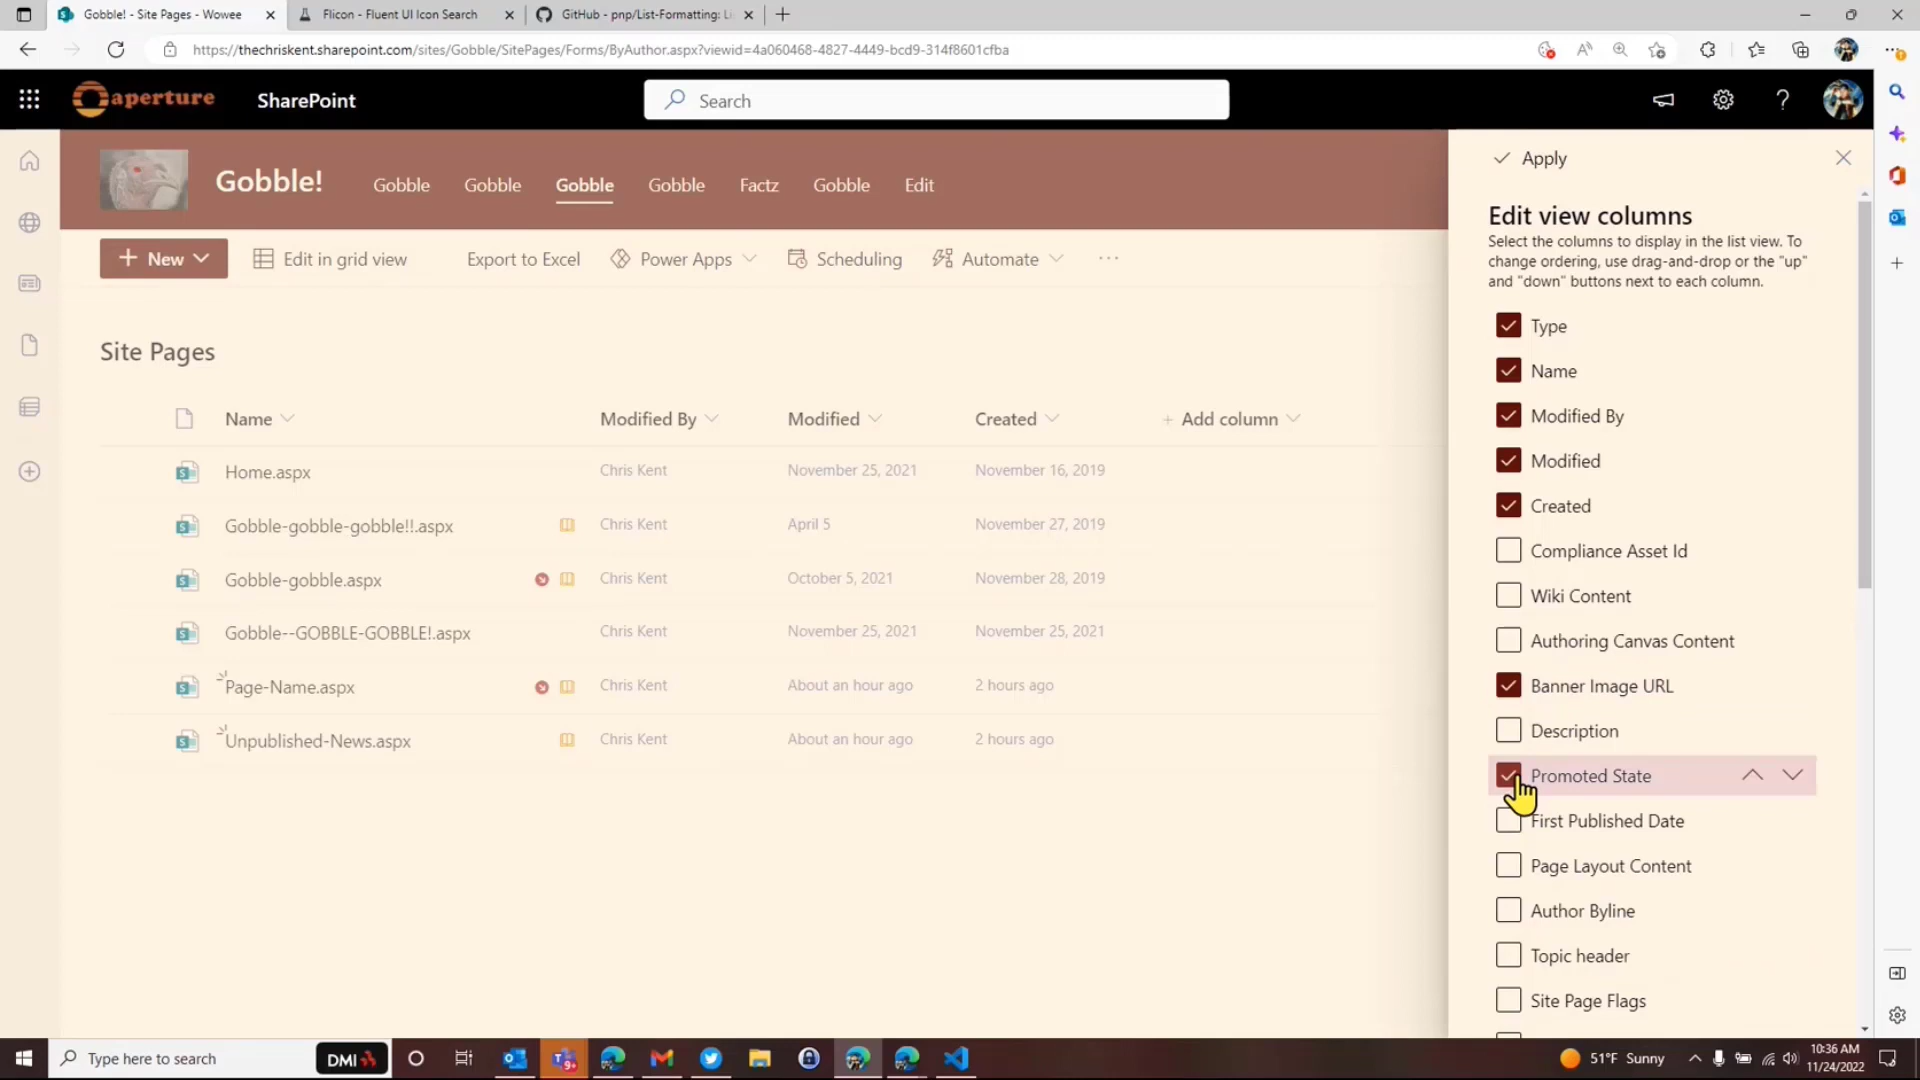 Gobble! - Site Pages - Wowee
Flicon - Fluent UI Icon Search
GitHub - pnp/List-Formatting: Li
https://thechriskent.sharepoint.com/sites/Gobble/SitePages/Forms/ByAuthor.aspx?viewid=4a060468-4827-4449-bcd9-314f8601cfba
aperture
SharePoint
Search
Gobble!
Gobble
Gobble
Gobble
Gobble
Factz
Gobble
Edit
New
Edit in grid view
Export to Excel
Power Apps
Scheduling
Automate
Site Pages
Name
Modified By
Modified
Created
Add column
Home.aspx
Chris Kent
November 25, 2021
November 16, 2019
Gobble-gobble-gobble!!.aspx
Chris Kent
April 5
November 27, 2019
Gobble-gobble.aspx
Chris Kent
October 5, 2021
November 28, 2019
Gobble--GOBBLE-GOBBLE!.aspx
Chris Kent
November 25, 2021
November 25, 2021
Page-Name.aspx
Chris Kent
About an hour ago
2 hours ago
Unpublished-News.aspx
Chris Kent
About an hour ago
2 hours ago
Apply
Edit view columns
Select the columns to display in the list view. To
change ordering, use drag-and-drop or the "up"
and "down" buttons next to each column.
Type
Name
Modified By
Modified
Created
Compliance Asset Id
Wiki Content
Authoring Canvas Content
Banner Image URL
Description
Promoted State
First Published Date
Page Layout Content
Author Byline
Topic header
Site Page Flags
Type here to search
DMI
51°F Sunny
10:36 AM
11/24/2022